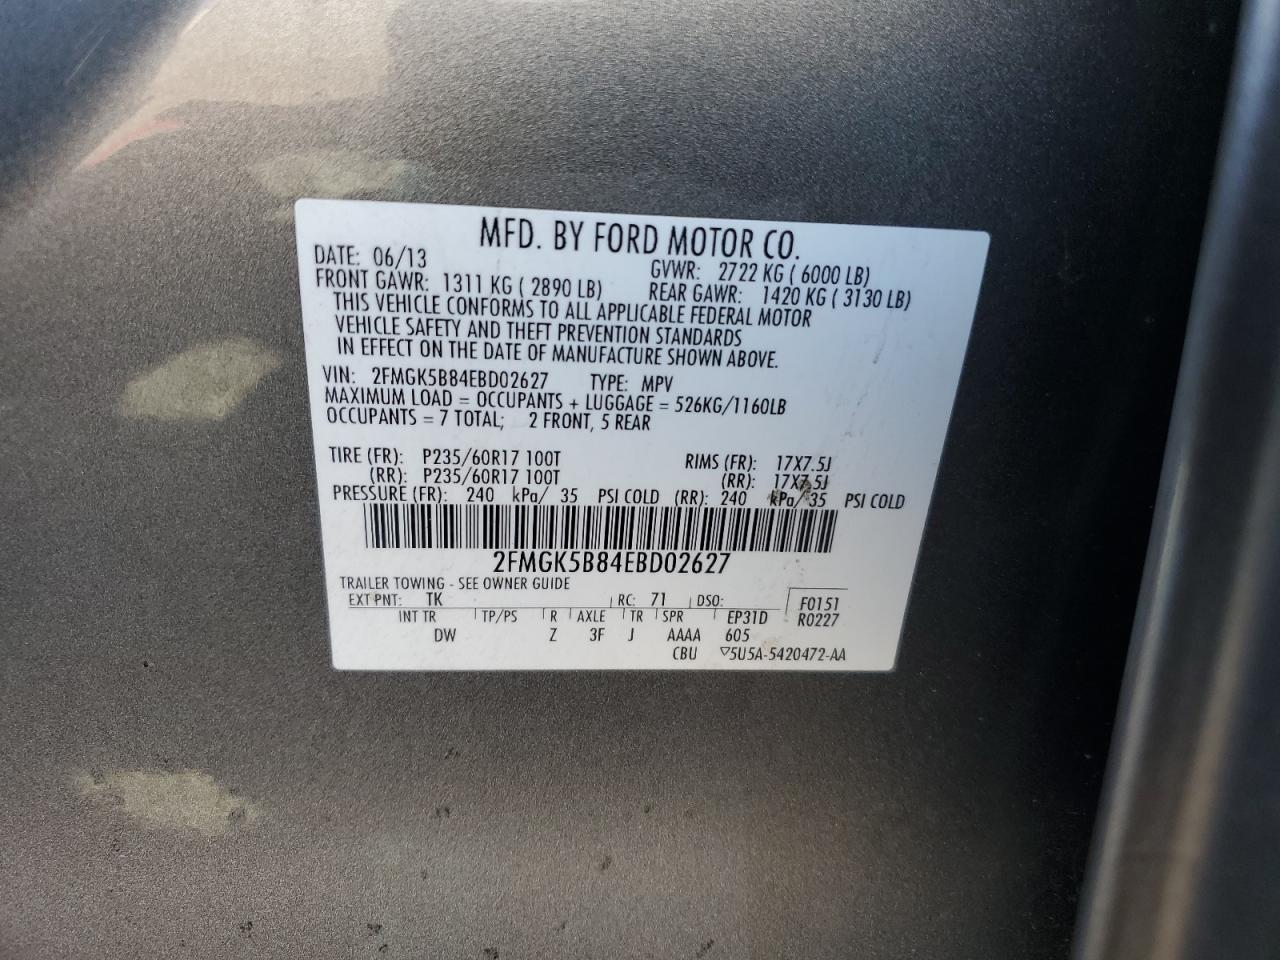 MFD. BY FORD MOTOR CO.
DATE: 06/13 GVWR: 2722 KG ( 6000 LB)
FRONT GAWR: 1311 KG ( 2890 LB) REAR GAWR: 1420 KG ( 3130 LB)
THIS VEHICLE CONFORMS TO ALL APPLICABLE FEDERAL MOTOR
VEHICLE SAFETY AND THEFT PREVENTION STANDARDS
IN EFFECT ON THE DATE OF MANUFACTURE SHOWN ABOVE.
VIN: 2FMGK5B84EBD02627 TYPE: MPV
MAXIMUM LOAD = OCCUPANTS + LUGGAGE = 526KG/1160LB
OCCUPANTS = 7 TOTAL; 2 FRONT, 5 REAR
TIRE (FR): P235/60R17 100T RIMS (FR): 17X7.5J
(RR): P235/60R17 100T (RR): 17X7.5J
PRESSURE (FR): 240 kPa/ 35 PSI COLD (RR): 240 kPa/ 35 PSI COLD
2FMGK5B84EBD02627
TRAILER TOWING - SEE OWNER GUIDE
EXT PNT: TK RC: 71 DSO: F0151
INT TR TP/PS R AXLE TR SPR EP31D R0227
DW Z 3F J AAAA 605
CBU ▽5U5A-5420472-AA